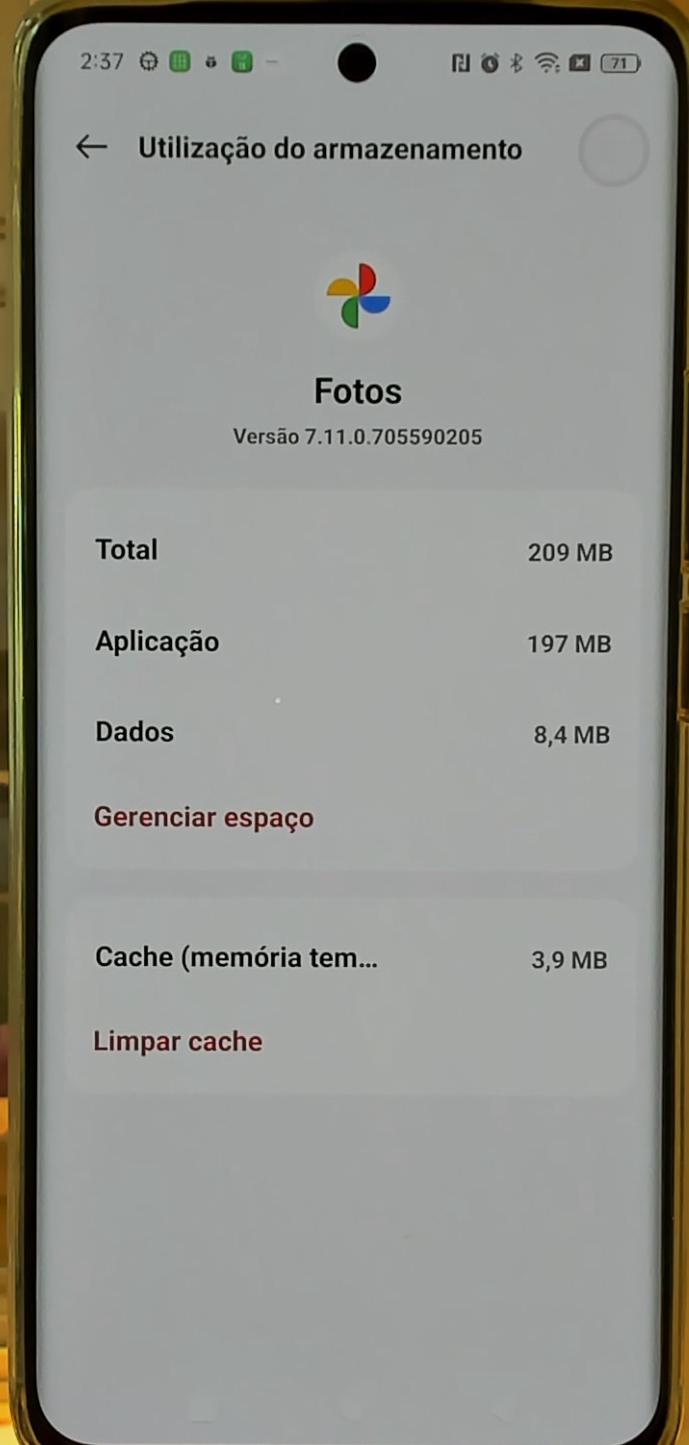 2:37 71
Utilização do armazenamento
Fotos
Versão 7.11.0.705590205
Total 209 MB
Aplicação 197 MB
Dados 8,4 MB
Gerenciar espaço
Cache (memória tem... 3,9 MB
Limpar cache